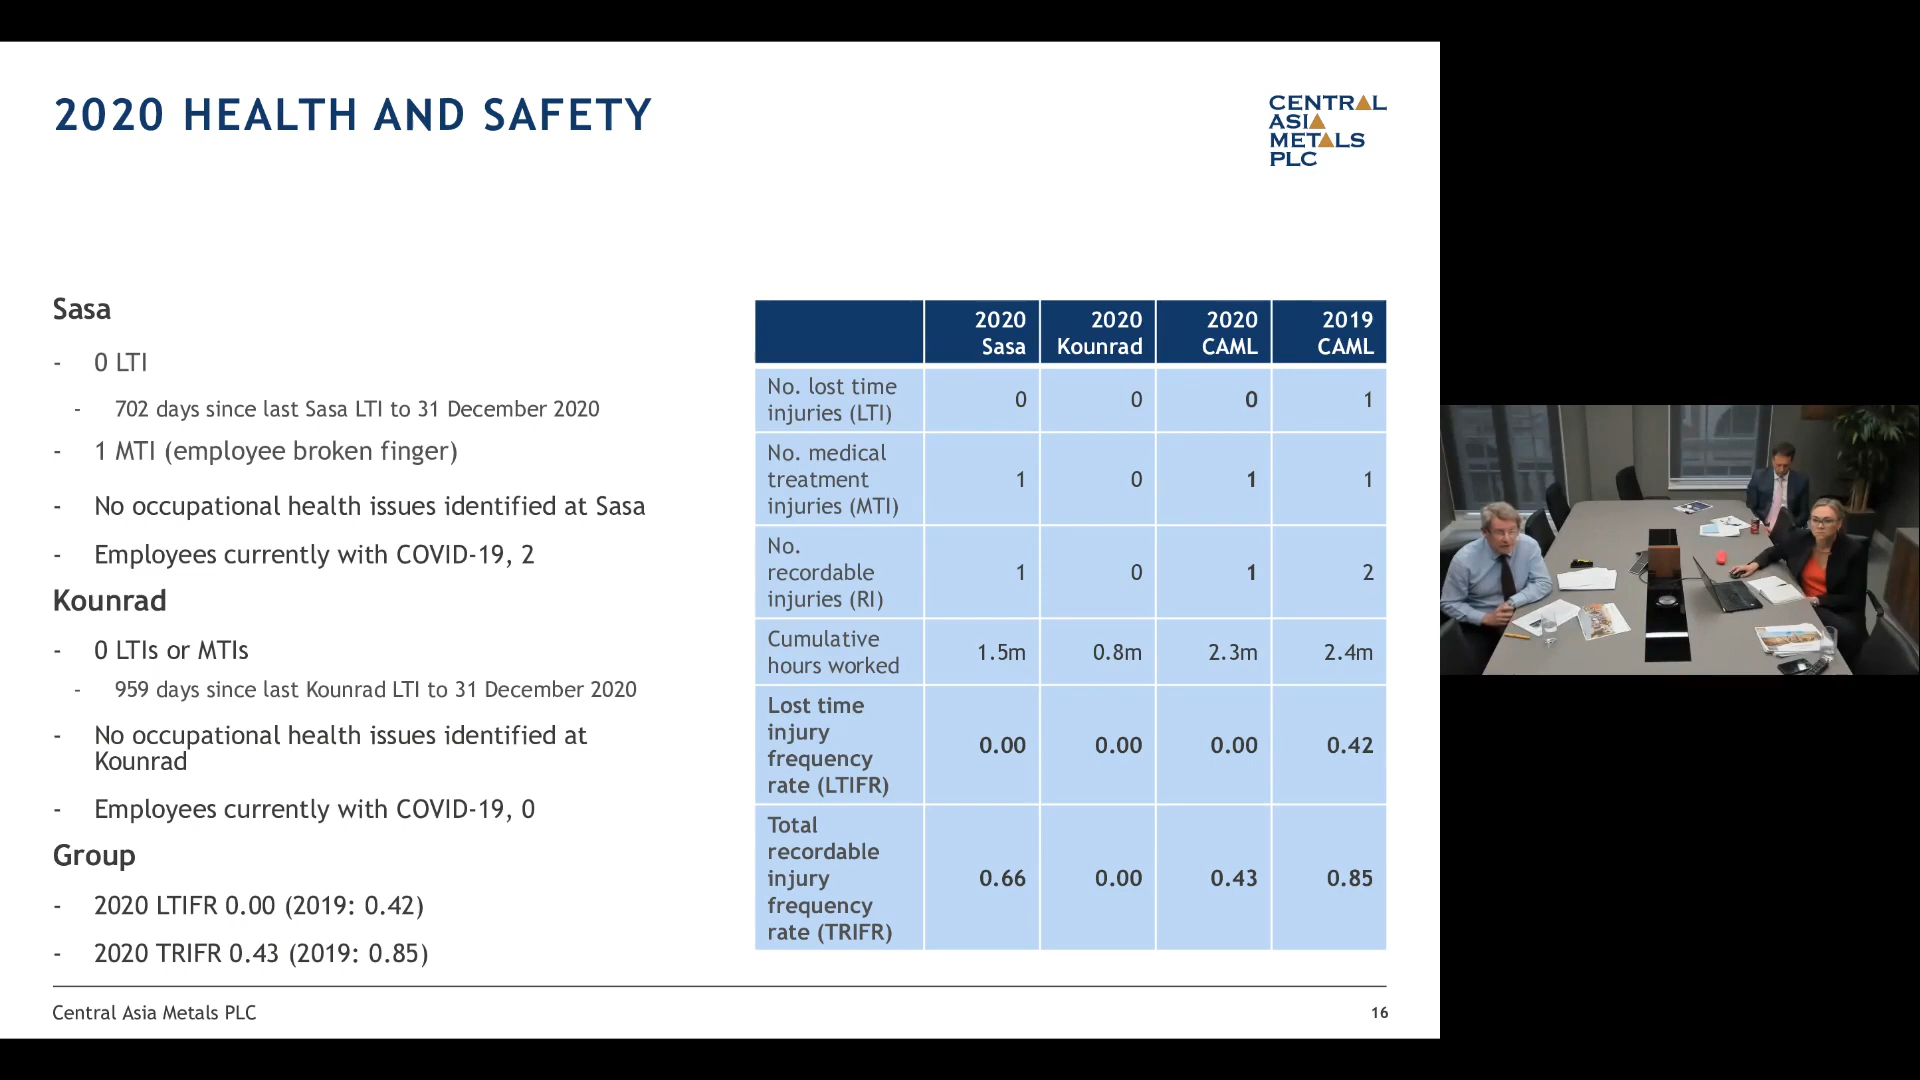 2020 HEALTH AND SAFETY
CENTRAL
ASIA
METALS
PLC
Sasa
- 0 LTI
- 702 days since last Sasa LTI to 31 December 2020
- 1 MTI (employee broken finger)
- No occupational health issues identified at Sasa
- Employees currently with COVID-19, 2
Kounrad
- 0 LTIs or MTIs
- 959 days since last Kounrad LTI to 31 December 2020
- No occupational health issues identified at
Kounrad
- Employees currently with COVID-19, 0
Group
- 2020 LTIFR 0.00 (2019: 0.42)
- 2020 TRIFR 0.43 (2019: 0.85)
2020 2020 2020 2019
Sasa Kounrad CAML CAML
No. lost time
injuries (LTI) 0 0 0 1
No. medical
treatment 1 0 1 1
injuries (MTI)
No.
recordable 1 0 1 2
injuries (RI)
Cumulative
hours worked 1.5m 0.8m 2.3m 2.4m
Lost time
injury
frequency 0.00 0.00 0.00 0.42
rate (LTIFR)
Total
recordable
injury 0.66 0.00 0.43 0.85
frequency
rate (TRIFR)
Central Asia Metals PLC
16